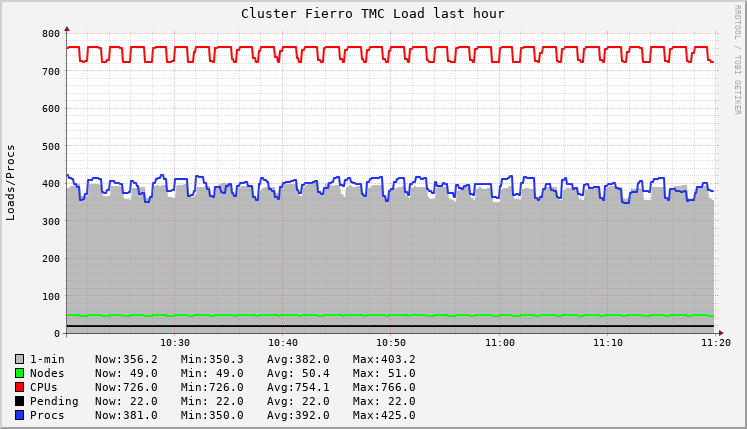 Cluster Fierro TMC Load last hour
RRDTOOL / TOBI OETIKER
Loads/Procs
800
700
600
500
400
300
200
100
0
10:30 10:40 10:50 11:00 11:10 11:20
1-min Now:356.2 Min:350.3 Avg:382.0 Max:403.2
Nodes Now: 49.0 Min: 49.0 Avg: 50.4 Max: 51.0
CPUs Now:726.0 Min:726.0 Avg:754.1 Max:766.0
Pending Now: 22.0 Min: 22.0 Avg: 22.0 Max: 22.0
Procs Now:381.0 Min:350.0 Avg:392.0 Max:425.0